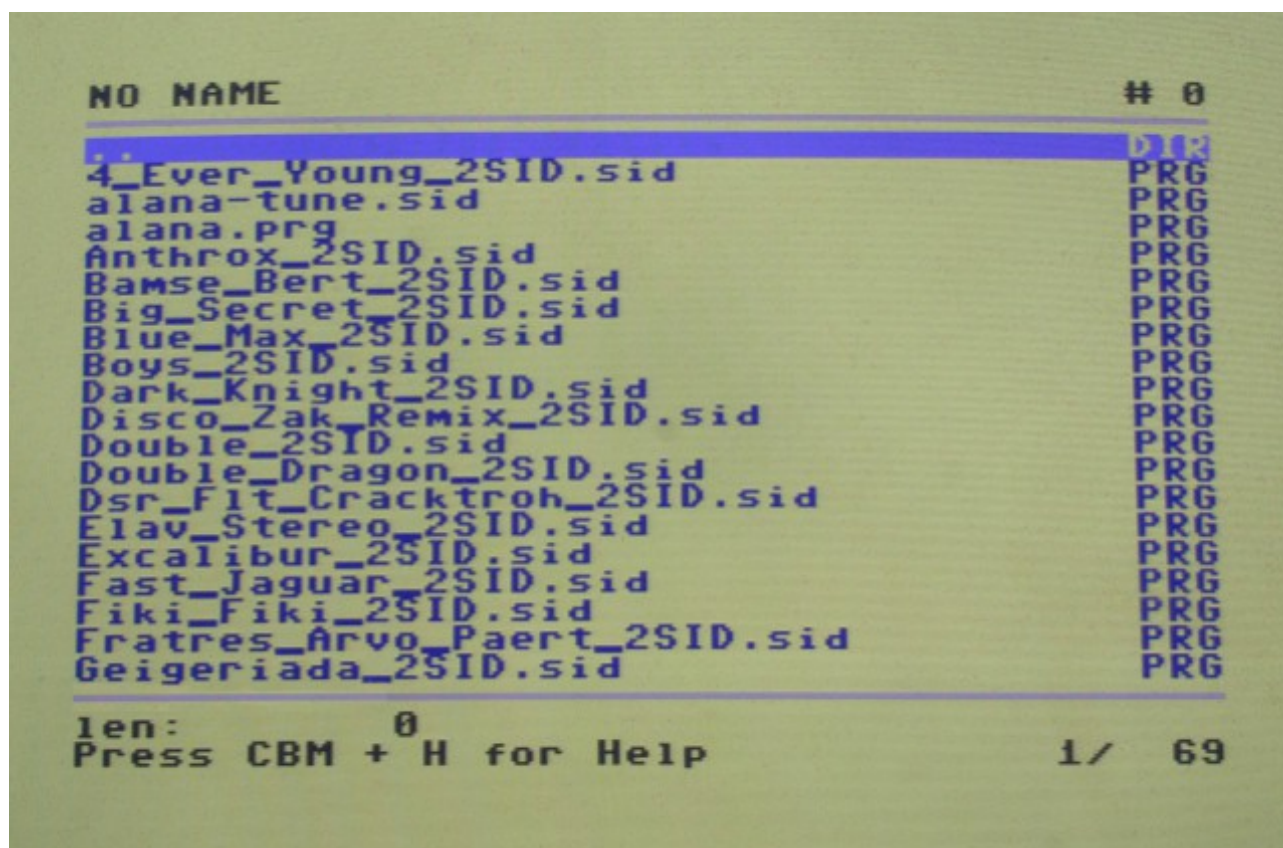 NO NAME # 0
.. DIR
4_Ever_Young_2SID.sid PRG
alana-tune.sid PRG
alana.prg PRG
Anthrox_2SID.sid PRG
Bamse_Bert_2SID.sid PRG
Big_Secret_2SID.sid PRG
Blue_Max_2SID.sid PRG
Boys_2SID.sid PRG
Dark_Knight_2SID.sid PRG
Disco_Zak_Remix_2SID.sid PRG
Double_2SID.sid PRG
Double_Dragon_2SID.sid PRG
Dsr_Flt_Cracktroh_2SID.sid PRG
Elav_Stereo_2SID.sid PRG
Excalibur_2SID.sid PRG
Fast_Jaguar_2SID.sid PRG
Fiki_Fiki_2SID.sid PRG
Fratres_Arvo_Paert_2SID.sid PRG
Geigeriada_2SID.sid PRG
len: 0
Press CBM + H for Help 1/ 69